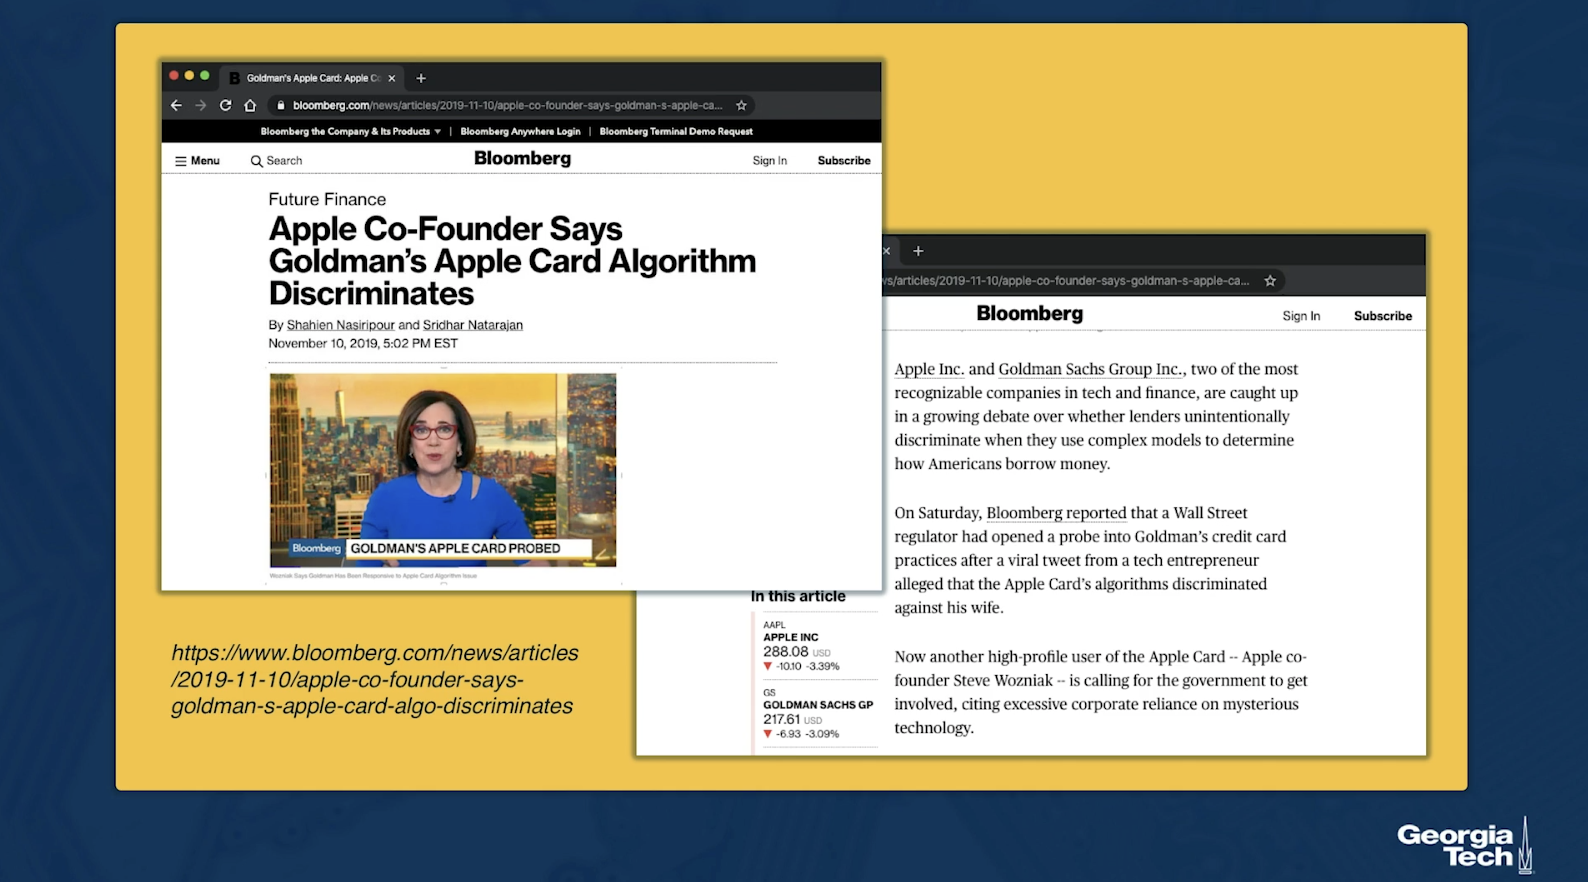 Goldman's Apple Card: Apple Co
bloomberg.com/news/articles/2019-11-10/apple-co-founder-says-goldman-s-apple-ca...
Bloomberg the Company & Its Products
Bloomberg Anywhere Login
Bloomberg Terminal Demo Request
Menu
Search
Bloomberg
Sign In
Subscribe
Future Finance
Apple Co-Founder Says
Goldman's Apple Card Algorithm
Discriminates
By Shahien Nasiripour and Sridhar Natarajan
November 10, 2019, 5:02 PM EST
Bloomberg GOLDMAN'S APPLE CARD PROBED
Wozniak Says Goldman Has Been Responsive to Apple Card Algorithm Issue
https://www.bloomberg.com/news/articles
/2019-11-10/apple-co-founder-says-
goldman-s-apple-card-algo-discriminates
vs/articles/2019-11-10/apple-co-founder-says-goldman-s-apple-ca...
Bloomberg
Sign In
Subscribe
Apple Inc. and Goldman Sachs Group Inc., two of the most
recognizable companies in tech and finance, are caught up
in a growing debate over whether lenders unintentionally
discriminate when they use complex models to determine
how Americans borrow money.
On Saturday, Bloomberg reported that a Wall Street
regulator had opened a probe into Goldman's credit card
practices after a viral tweet from a tech entrepreneur
alleged that the Apple Card's algorithms discriminated
against his wife.
Now another high-profile user of the Apple Card -- Apple co-
founder Steve Wozniak -- is calling for the government to get
involved, citing excessive corporate reliance on mysterious
technology.
In this article
AAPL
APPLE INC
288.08 USD
▼ -10.10 -3.39%
GS
GOLDMAN SACHS GP
217.61 USD
▼ -6.93 -3.09%
Georgia
Tech